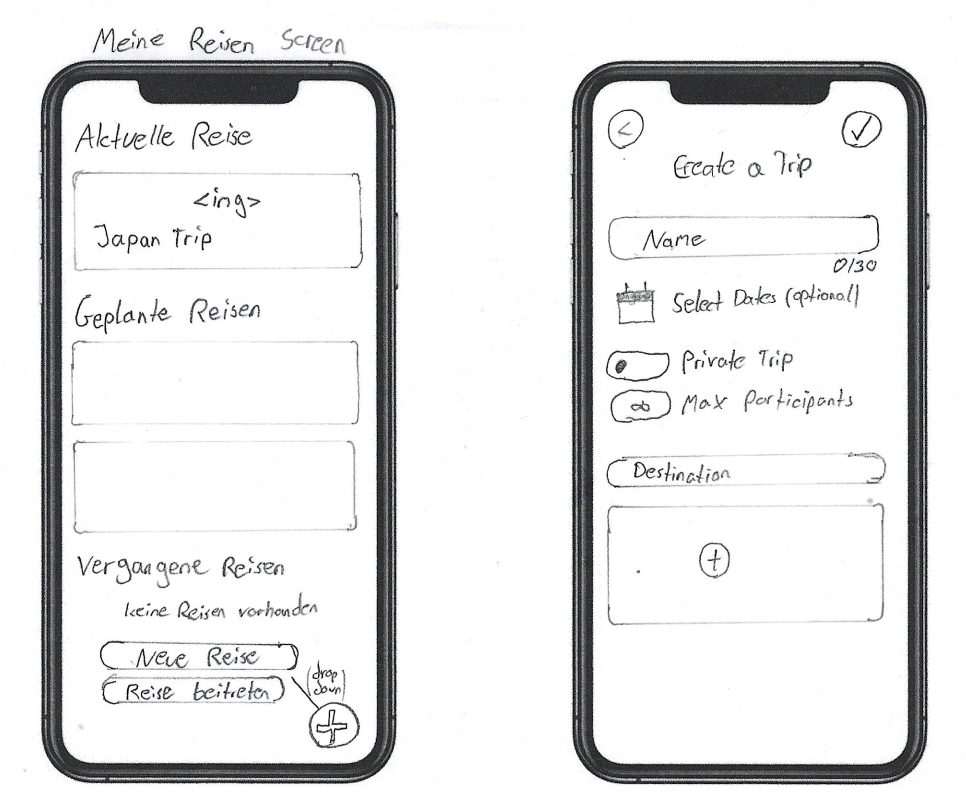 Meine Reisen Screen
Aktuelle Reise
<ing>
Japan Trip
Geplante Reisen
Vergangene Reisen
keine Reisen vorhanden
Neue Reise
Reise beitreten
(drop
down)
<
✓
Create a Trip
Name
0/30
Select Dates (optional)
Private Trip
∞ Max Participants
Destination
+